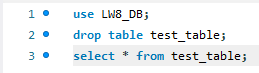 1 use LW8_DB;
2 drop table test_table;
3 select * from test_table;